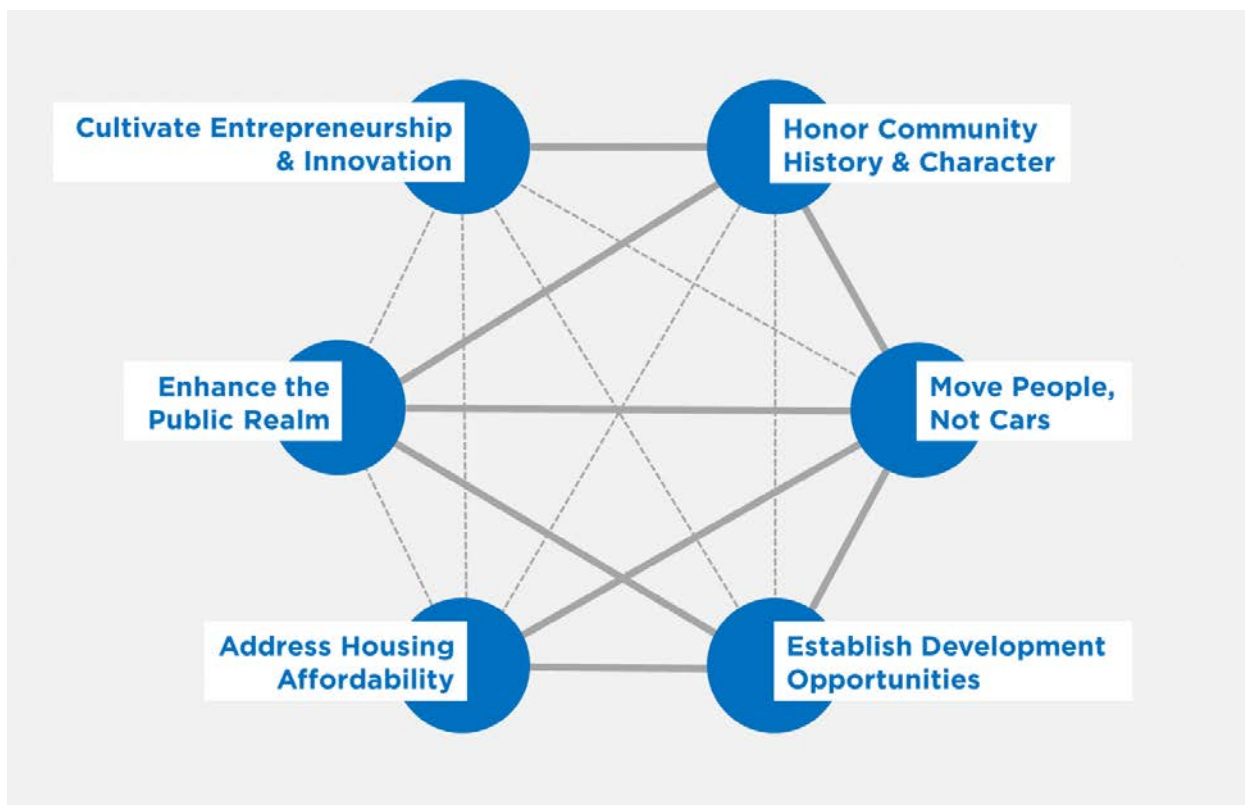 Cultivate Entrepreneurship
& Innovation
Honor Community
History & Character
Enhance the
Public Realm
Move People,
Not Cars
Address Housing
Affordability
Establish Development
Opportunities